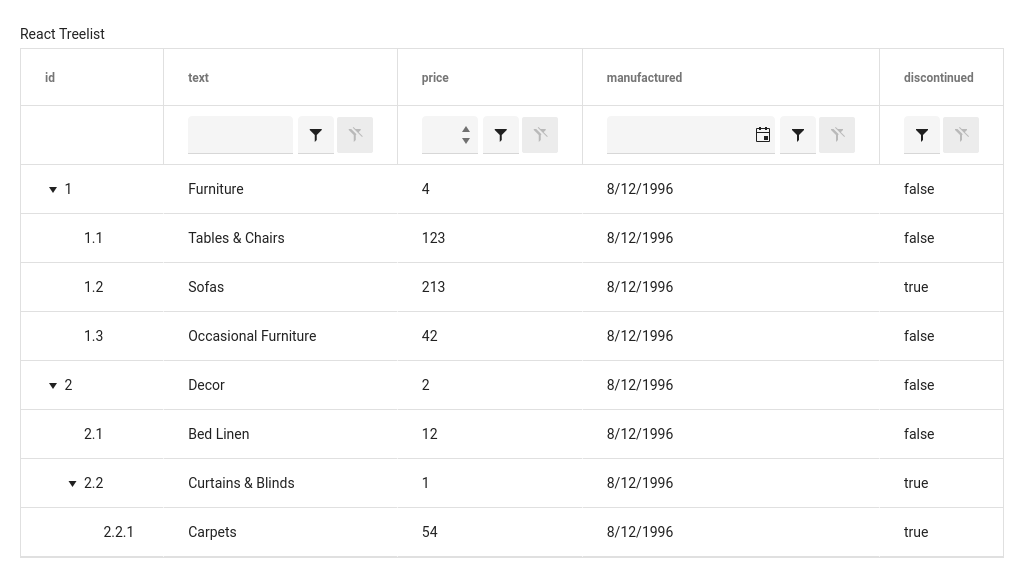 React Treelist
id text price manufactured discontinued
1 Furniture 4 8/12/1996 false
1.1 Tables & Chairs 123 8/12/1996 false
1.2 Sofas 213 8/12/1996 true
1.3 Occasional Furniture 42 8/12/1996 false
2 Decor 2 8/12/1996 false
2.1 Bed Linen 12 8/12/1996 false
2.2 Curtains & Blinds 1 8/12/1996 true
2.2.1 Carpets 54 8/12/1996 true